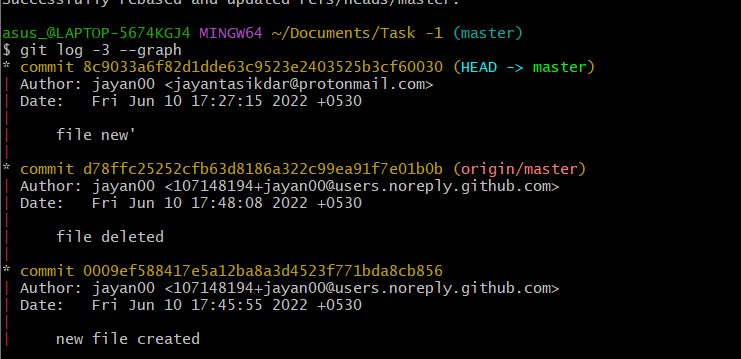 Successfully rebased and updated refs/heads/master.
asus_@LAPTOP-5674KGJ4 MINGW64 ~/Documents/Task -1 (master)
$ git log -3 --graph
* commit 8c9033a6f82d1dde63c9523e2403525b3cf60030 (HEAD -> master)
| Author: jayan00 <jayantasikdar@protonmail.com>
| Date:   Fri Jun 10 17:27:15 2022 +0530
|
|     file new'
|
* commit d78ffc25252cfb63d8186a322c99ea91f7e01b0b (origin/master)
| Author: jayan00 <107148194+jayan00@users.noreply.github.com>
| Date:   Fri Jun 10 17:48:08 2022 +0530
|
|     file deleted
|
* commit 0009ef588417e5a12ba8a3d4523f771bda8cb856
| Author: jayan00 <107148194+jayan00@users.noreply.github.com>
| Date:   Fri Jun 10 17:45:55 2022 +0530
|
|     new file created